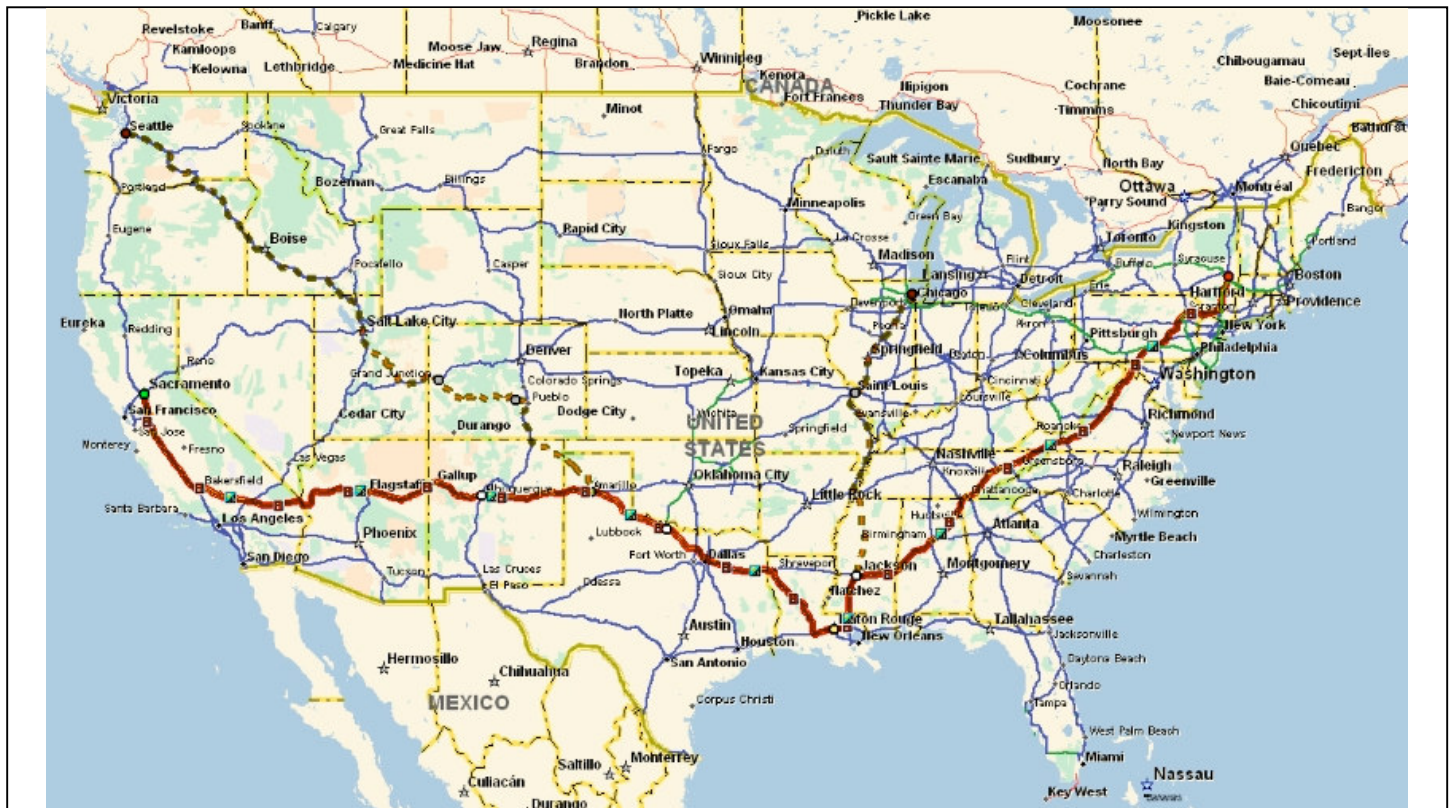 Pickle Lake
Moosonee
Revelstoke
Banff
Calgary
Kamloops
Kelowna
Lethbridge
Medicine Hat
Moose Jaw
Regina
Brandon
Winnipeg
Kenora
CANADA
Fort Frances
Nipigon
Thunder Bay
Cochrane
Timmins
Chibougamau
Sept-Îles
Baie-Comeau
Chicoutimi
Bathurst
Victoria
Seattle
Spokane
Great Falls
Minot
Fargo
Duluth
Sault Sainte Marie
Sudbury
North Bay
Quebec
Fredericton
Portland
Bozeman
Billings
Minneapolis
Escanaba
Green Bay
Ottawa
Parry Sound
Montréal
Bangor
Eugene
Boise
Rapid City
Sioux Falls
La Crosse
Toronto
Kingston
Portland
Pocatello
Casper
Sioux City
Madison
Lansing
Flint
Detroit
Buffalo
Syracuse
Boston
Eureka
Redding
Salt Lake City
North Platte
Omaha
Lincoln
Davenport
Chicago
Toledo
Cleveland
Erie
Hartford
Providence
Reno
Grand Junction
Denver
Colorado Springs
Pueblo
Topeka
Kansas City
Peoria
Springfield
Dayton
Columbus
Akron
Pittsburgh
New York
Philadelphia
Washington
Sacramento
San Francisco
San Jose
Monterey
Fresno
Cedar City
Durango
Dodge City
Wichita
UNITED
STATES
Saint Louis
Springfield
Evansville
Cincinnati
Louisville
Roanoke
Richmond
Newport News
Las Vegas
Bakersfield
Santa Barbara
Los Angeles
San Diego
Flagstaff
Gallup
Albuquerque
Amarillo
Oklahoma City
Little Rock
Nashville
Knoxville
Greensboro
Raleigh
Greenville
Chattanooga
Charlotte
Wilmington
Phoenix
Tucson
Las Cruces
El Paso
Lubbock
Fort Worth
Dallas
Odessa
Shreveport
Jackson
Natchez
Huntsville
Birmingham
Atlanta
Montgomery
Myrtle Beach
Charleston
Savannah
Austin
Houston
San Antonio
Baton Rouge
New Orleans
Tallahassee
Jacksonville
Daytona Beach
Orlando
Tampa
West Palm Beach
Miami
Key West
Nassau
Hermosillo
Chihuahua
MEXICO
Corpus Christi
Culiacán
Saltillo
Monterrey
Durango